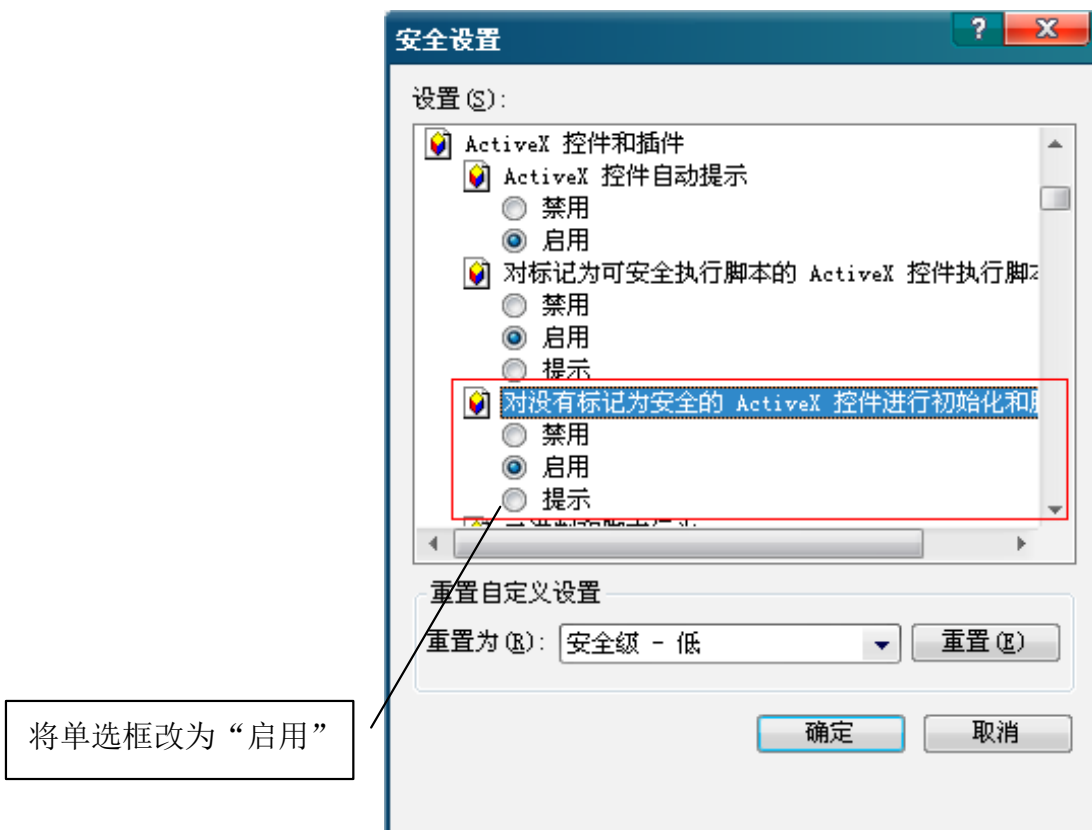 安全设置
设置(S):
ActiveX 控件和插件
ActiveX 控件自动提示
禁用
启用
对标记为可安全执行脚本的 ActiveX 控件执行脚
禁用
启用
提示
对没有标记为安全的 ActiveX 控件进行初始化和
禁用
启用
提示
重置自定义设置
重置为(R): 安全级 - 低 重置(E)
将单选框改为“启用”
确定 取消